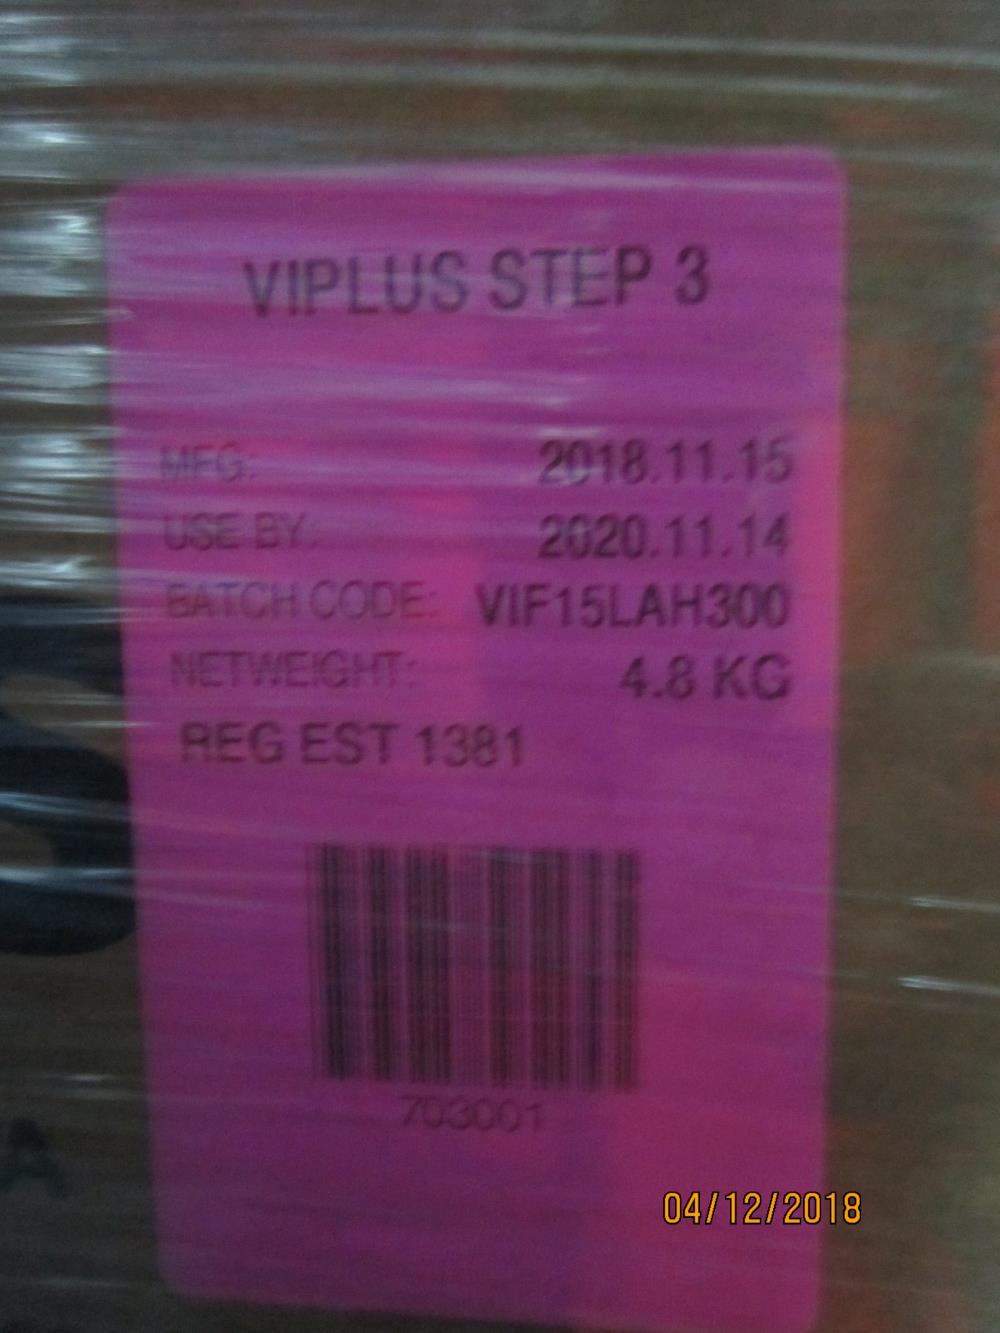 VIPLUS STEP 3
MFG: 2018.11.15
USE BY: 2020.11.14
BATCH CODE: VIF15LAH300
NETWEIGHT: 4.8 KG
REG EST 1381
703001
A
04/12/2018